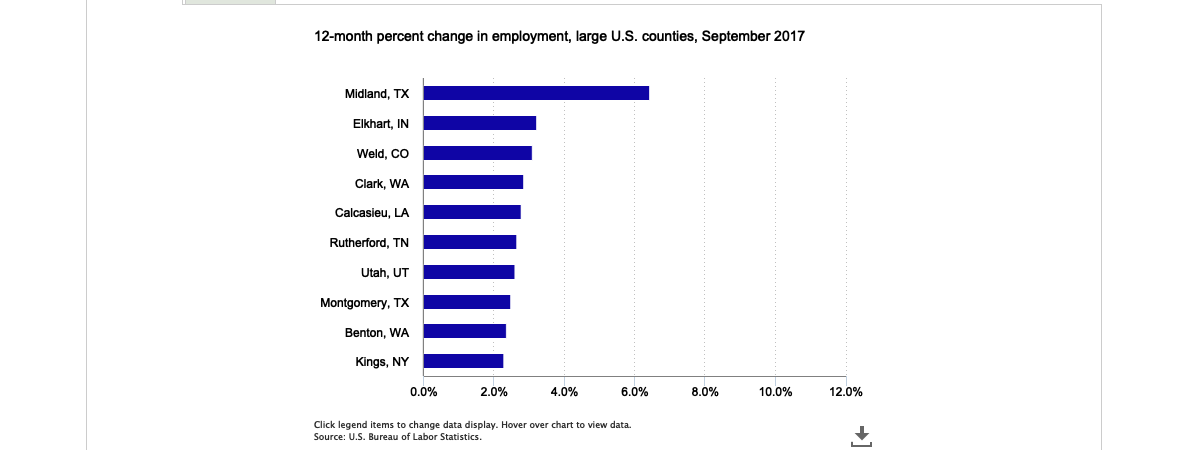 12-month percent change in employment, large U.S. counties, September 2017
Midland, TX
Elkhart, IN
Weld, CO
Clark, WA
Calcasieu, LA
Rutherford, TN
Utah, UT
Montgomery, TX
Benton, WA
Kings, NY
0.0% 2.0% 4.0% 6.0% 8.0% 10.0% 12.0%
Click legend items to change data display. Hover over chart to view data.
Source: U.S. Bureau of Labor Statistics.